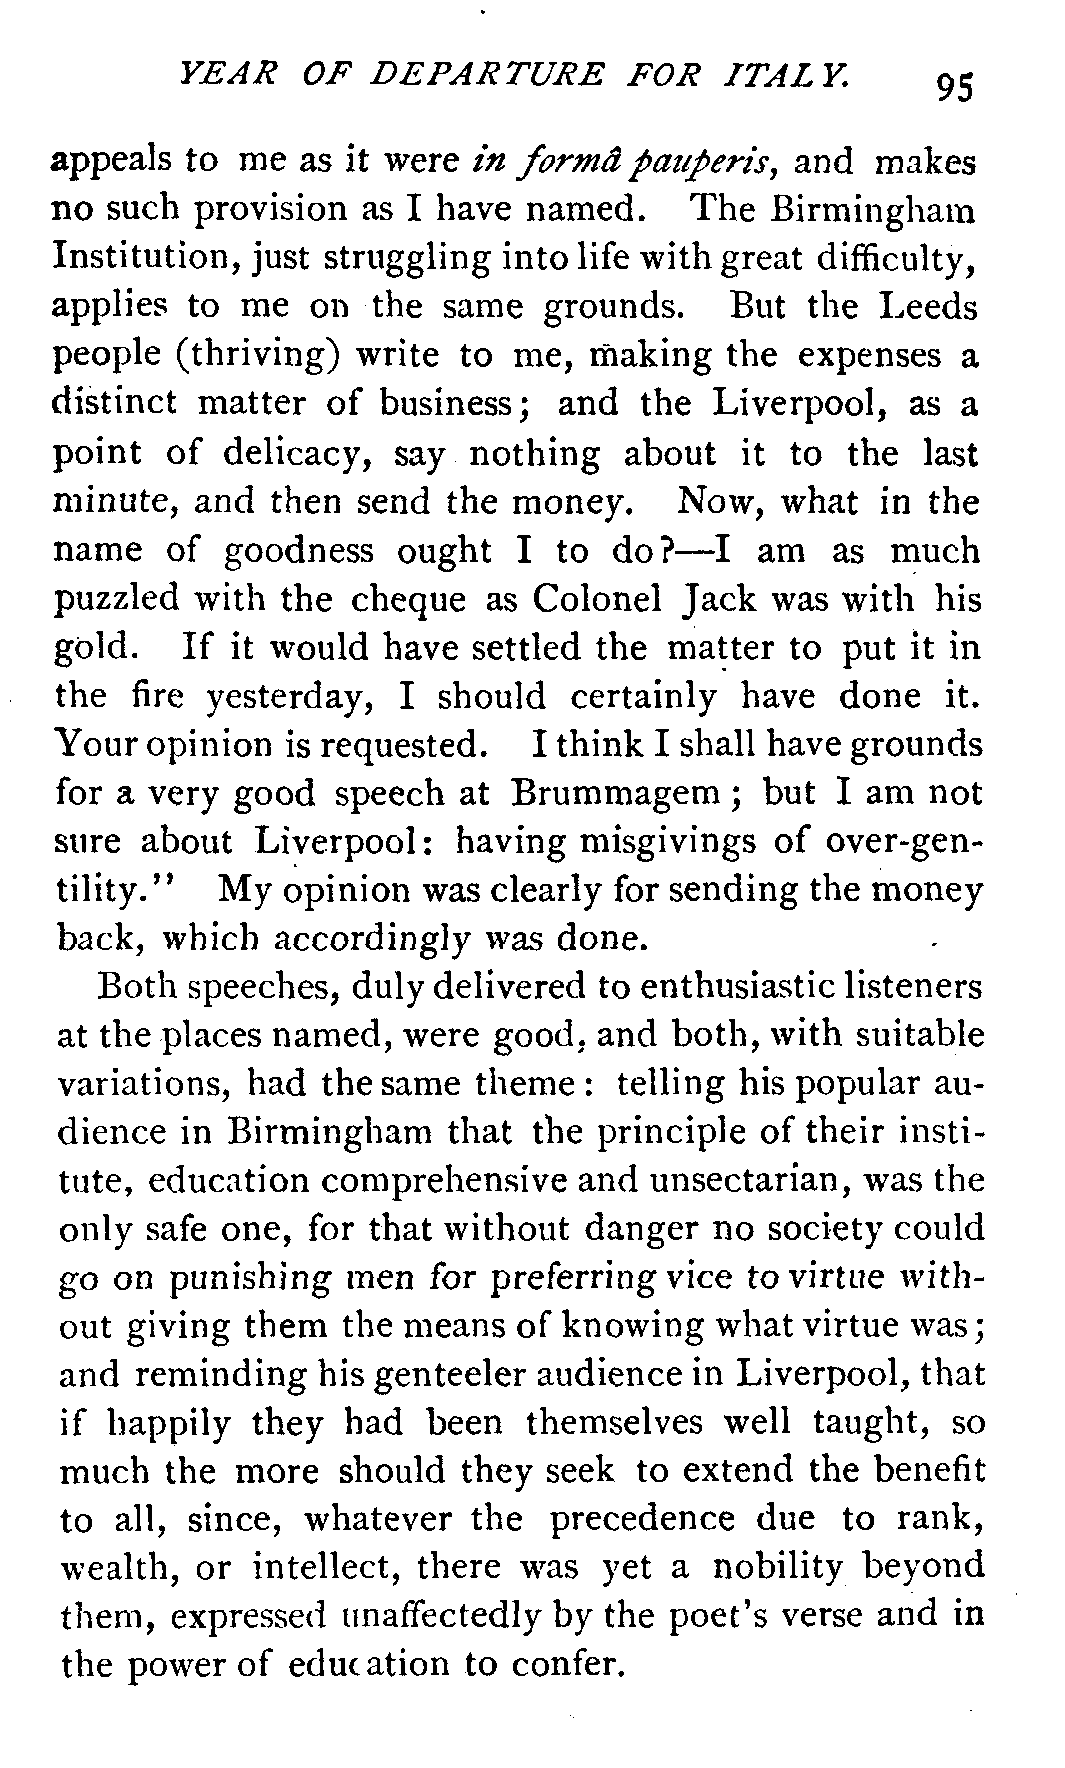 YEAR OF DEPARTURE FOR ITALY. 95
appeals to me as it were in formâ pauperis, and makes
no such provision as I have named. The Birmingham
Institution, just struggling into life with great difficulty,
applies to me on the same grounds. But the Leeds
people (thriving) write to me, making the expenses a
distinct matter of business; and the Liverpool, as a
point of delicacy, say nothing about it to the last
minute, and then send the money. Now, what in the
name of goodness ought I to do?—I am as much
puzzled with the cheque as Colonel Jack was with his
gold. If it would have settled the matter to put it in
the fire yesterday, I should certainly have done it.
Your opinion is requested. I think I shall have grounds
for a very good speech at Brummagem; but I am not
sure about Liverpool: having misgivings of over-gen-
tility." My opinion was clearly for sending the money
back, which accordingly was done.
Both speeches, duly delivered to enthusiastic listeners
at the places named, were good, and both, with suitable
variations, had the same theme: telling his popular au-
dience in Birmingham that the principle of their insti-
tute, education comprehensive and unsectarian, was the
only safe one, for that without danger no society could
go on punishing men for preferring vice to virtue with-
out giving them the means of knowing what virtue was;
and reminding his genteeler audience in Liverpool, that
if happily they had been themselves well taught, so
much the more should they seek to extend the benefit
to all, since, whatever the precedence due to rank,
wealth, or intellect, there was yet a nobility beyond
them, expressed unaffectedly by the poet's verse and in
the power of education to confer.